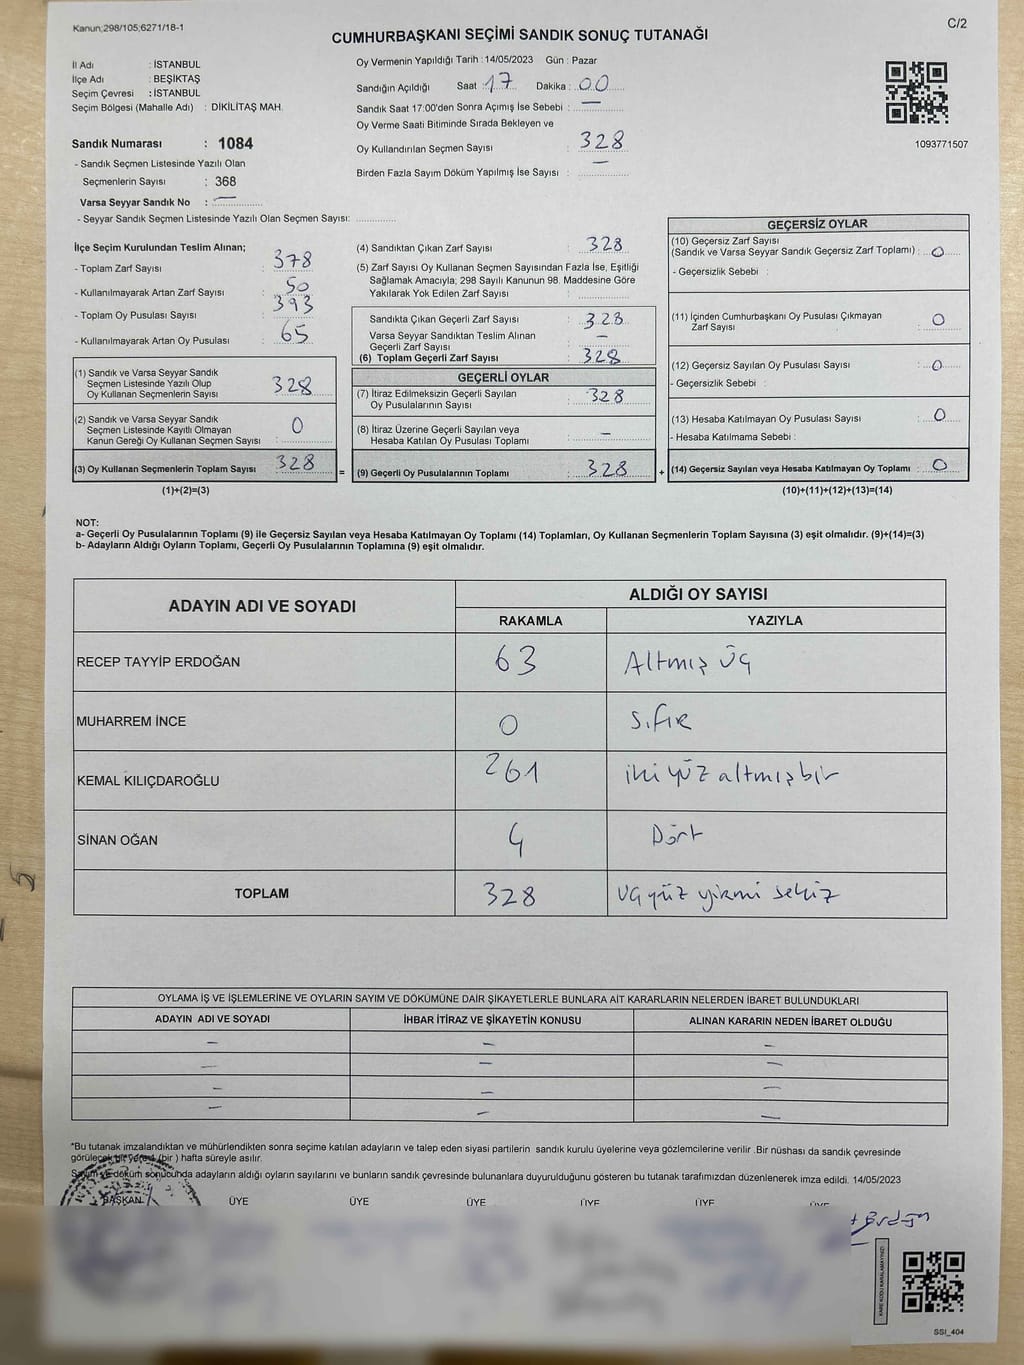 Kanun;298/105;6271/18-1
C/2
CUMHURBAŞKANI SEÇİMİ SANDIK SONUÇ TUTANAĞI
İl Adı : İSTANBUL
İlçe Adı : BEŞİKTAŞ
Seçim Çevresi : İSTANBUL
Seçim Bölgesi (Mahalle Adı) : DİKİLİTAŞ MAH.
Sandık Numarası : 1084
- Sandık Seçmen Listesinde Yazılı Olan
Seçmenlerin Sayısı : 368
Varsa Seyyar Sandık No : —
- Seyyar Sandık Seçmen Listesinde Yazılı Olan Seçmen Sayısı:
Oy Vermenin Yapıldığı Tarih : 14/05/2023 Gün : Pazar
Sandığın Açıldığı Saat : 17 Dakika : 00
Sandık Saat 17:00'den Sonra Açımış İse Sebebi : —
Oy Verme Saati Bitiminde Sırada Bekleyen ve
Oy Kullandırılan Seçmen Sayısı : 328
Birden Fazla Sayım Döküm Yapılmış İse Sayısı : —
1093771507
İlçe Seçim Kurulundan Teslim Alınan;
- Toplam Zarf Sayısı : 378
- Kullanılmayarak Artan Zarf Sayısı : 50
- Toplam Oy Pusulası Sayısı : 393
- Kullanılmayarak Artan Oy Pusulası : 65
(1) Sandık ve Varsa Seyyar Sandık
Seçmen Listesinde Yazılı Olup
Oy Kullanan Seçmenlerin Sayısı : 328
(2) Sandık ve Varsa Seyyar Sandık
Seçmen Listesinde Kayıtlı Olmayan
Kanun Gereği Oy Kullanan Seçmen Sayısı : 0
(3) Oy Kullanan Seçmenlerin Toplam Sayısı : 328
(1)+(2)=(3)
(4) Sandıktan Çıkan Zarf Sayısı : 328
(5) Zarf Sayısı Oy Kullanan Seçmen Sayısından Fazla İse, Eşitliği
Sağlamak Amacıyla; 298 Sayılı Kanunun 98. Maddesine Göre
Yakılarak Yok Edilen Zarf Sayısı :
Sandıkta Çıkan Geçerli Zarf Sayısı : 328
Varsa Seyyar Sandıktan Teslim Alınan
Geçerli Zarf Sayısı : —
(6) Toplam Geçerli Zarf Sayısı : 328
GEÇERLİ OYLAR
(7) İtiraz Edilmeksizin Geçerli Sayılan
Oy Pusulalarının Sayısı : 328
(8) İtiraz Üzerine Geçerli Sayılan veya
Hesaba Katılan Oy Pusulası Toplamı : —
= (9) Geçerli Oy Pusulalarının Toplamı : 328
GEÇERSİZ OYLAR
(10) Geçersiz Zarf Sayısı
(Sandık ve Varsa Seyyar Sandık Geçersiz Zarf Toplamı) : 0
- Geçersizlik Sebebi :
(11) İçinden Cumhurbaşkanı Oy Pusulası Çıkmayan
Zarf Sayısı : 0
(12) Geçersiz Sayılan Oy Pusulası Sayısı : 0
- Geçersizlik Sebebi :
(13) Hesaba Katılmayan Oy Pusulası Sayısı : 0
- Hesaba Katılmama Sebebi :
+ (14) Geçersiz Sayılan veya Hesaba Katılmayan Oy Toplamı : 0
(10)+(11)+(12)+(13)=(14)
NOT:
a- Geçerli Oy Pusulalarının Toplamı (9) ile Geçersiz Sayılan veya Hesaba Katılmayan Oy Toplamı (14) Toplamları, Oy Kullanan Seçmenlerin Toplam Sayısına (3) eşit olmalıdır. (9)+(14)=(3)
b- Adayların Aldığı Oyların Toplamı, Geçerli Oy Pusulalarının Toplamına (9) eşit olmalıdır.
ADAYIN ADI VE SOYADI
ALDIĞI OY SAYISI
RAKAMLA YAZIYLA
RECEP TAYYİP ERDOĞAN 63 Altmış üç
MUHARREM İNCE 0 sıfır
KEMAL KILIÇDAROĞLU 261 iki yüz altmış bir
SİNAN OĞAN 4 Dört
TOPLAM 328 üç yüz yirmi sekiz
OYLAMA İŞ VE İŞLEMLERİNE VE OYLARIN SAYIM VE DÖKÜMÜNE DAİR ŞİKAYETLERLE BUNLARA AİT KARARLARIN NELERDEN İBARET BULUNDUKLARI
ADAYIN ADI VE SOYADI İHBAR İTİRAZ VE ŞİKAYETİN KONUSU ALINAN KARARIN NEDEN İBARET OLDUĞU
— — —
— — —
— — —
— — —
*Bu tutanak imzalandıktan ve mühürlendikten sonra seçime katılan adayların ve talep eden siyasi partilerin sandık kurulu üyelerine veya gözlemcilerine verilir .Bir nüshası da sandık çevresinde
görülecek bir yere 1 (bir ) hafta süreyle asılır.
Sayım ve döküm sonucunda adayların aldığı oyların sayılarını ve bunların sandık çevresinde bulunanlara duyurulduğunu gösteren bu tutanak tarafımızdan düzenlenerek imza edildi. 14/05/2023
BAŞKAN ÜYE ÜYE ÜYE ÜYE ÜYE ÜYE
KARE KODU KARALAMAYINIZ!
SSI_404